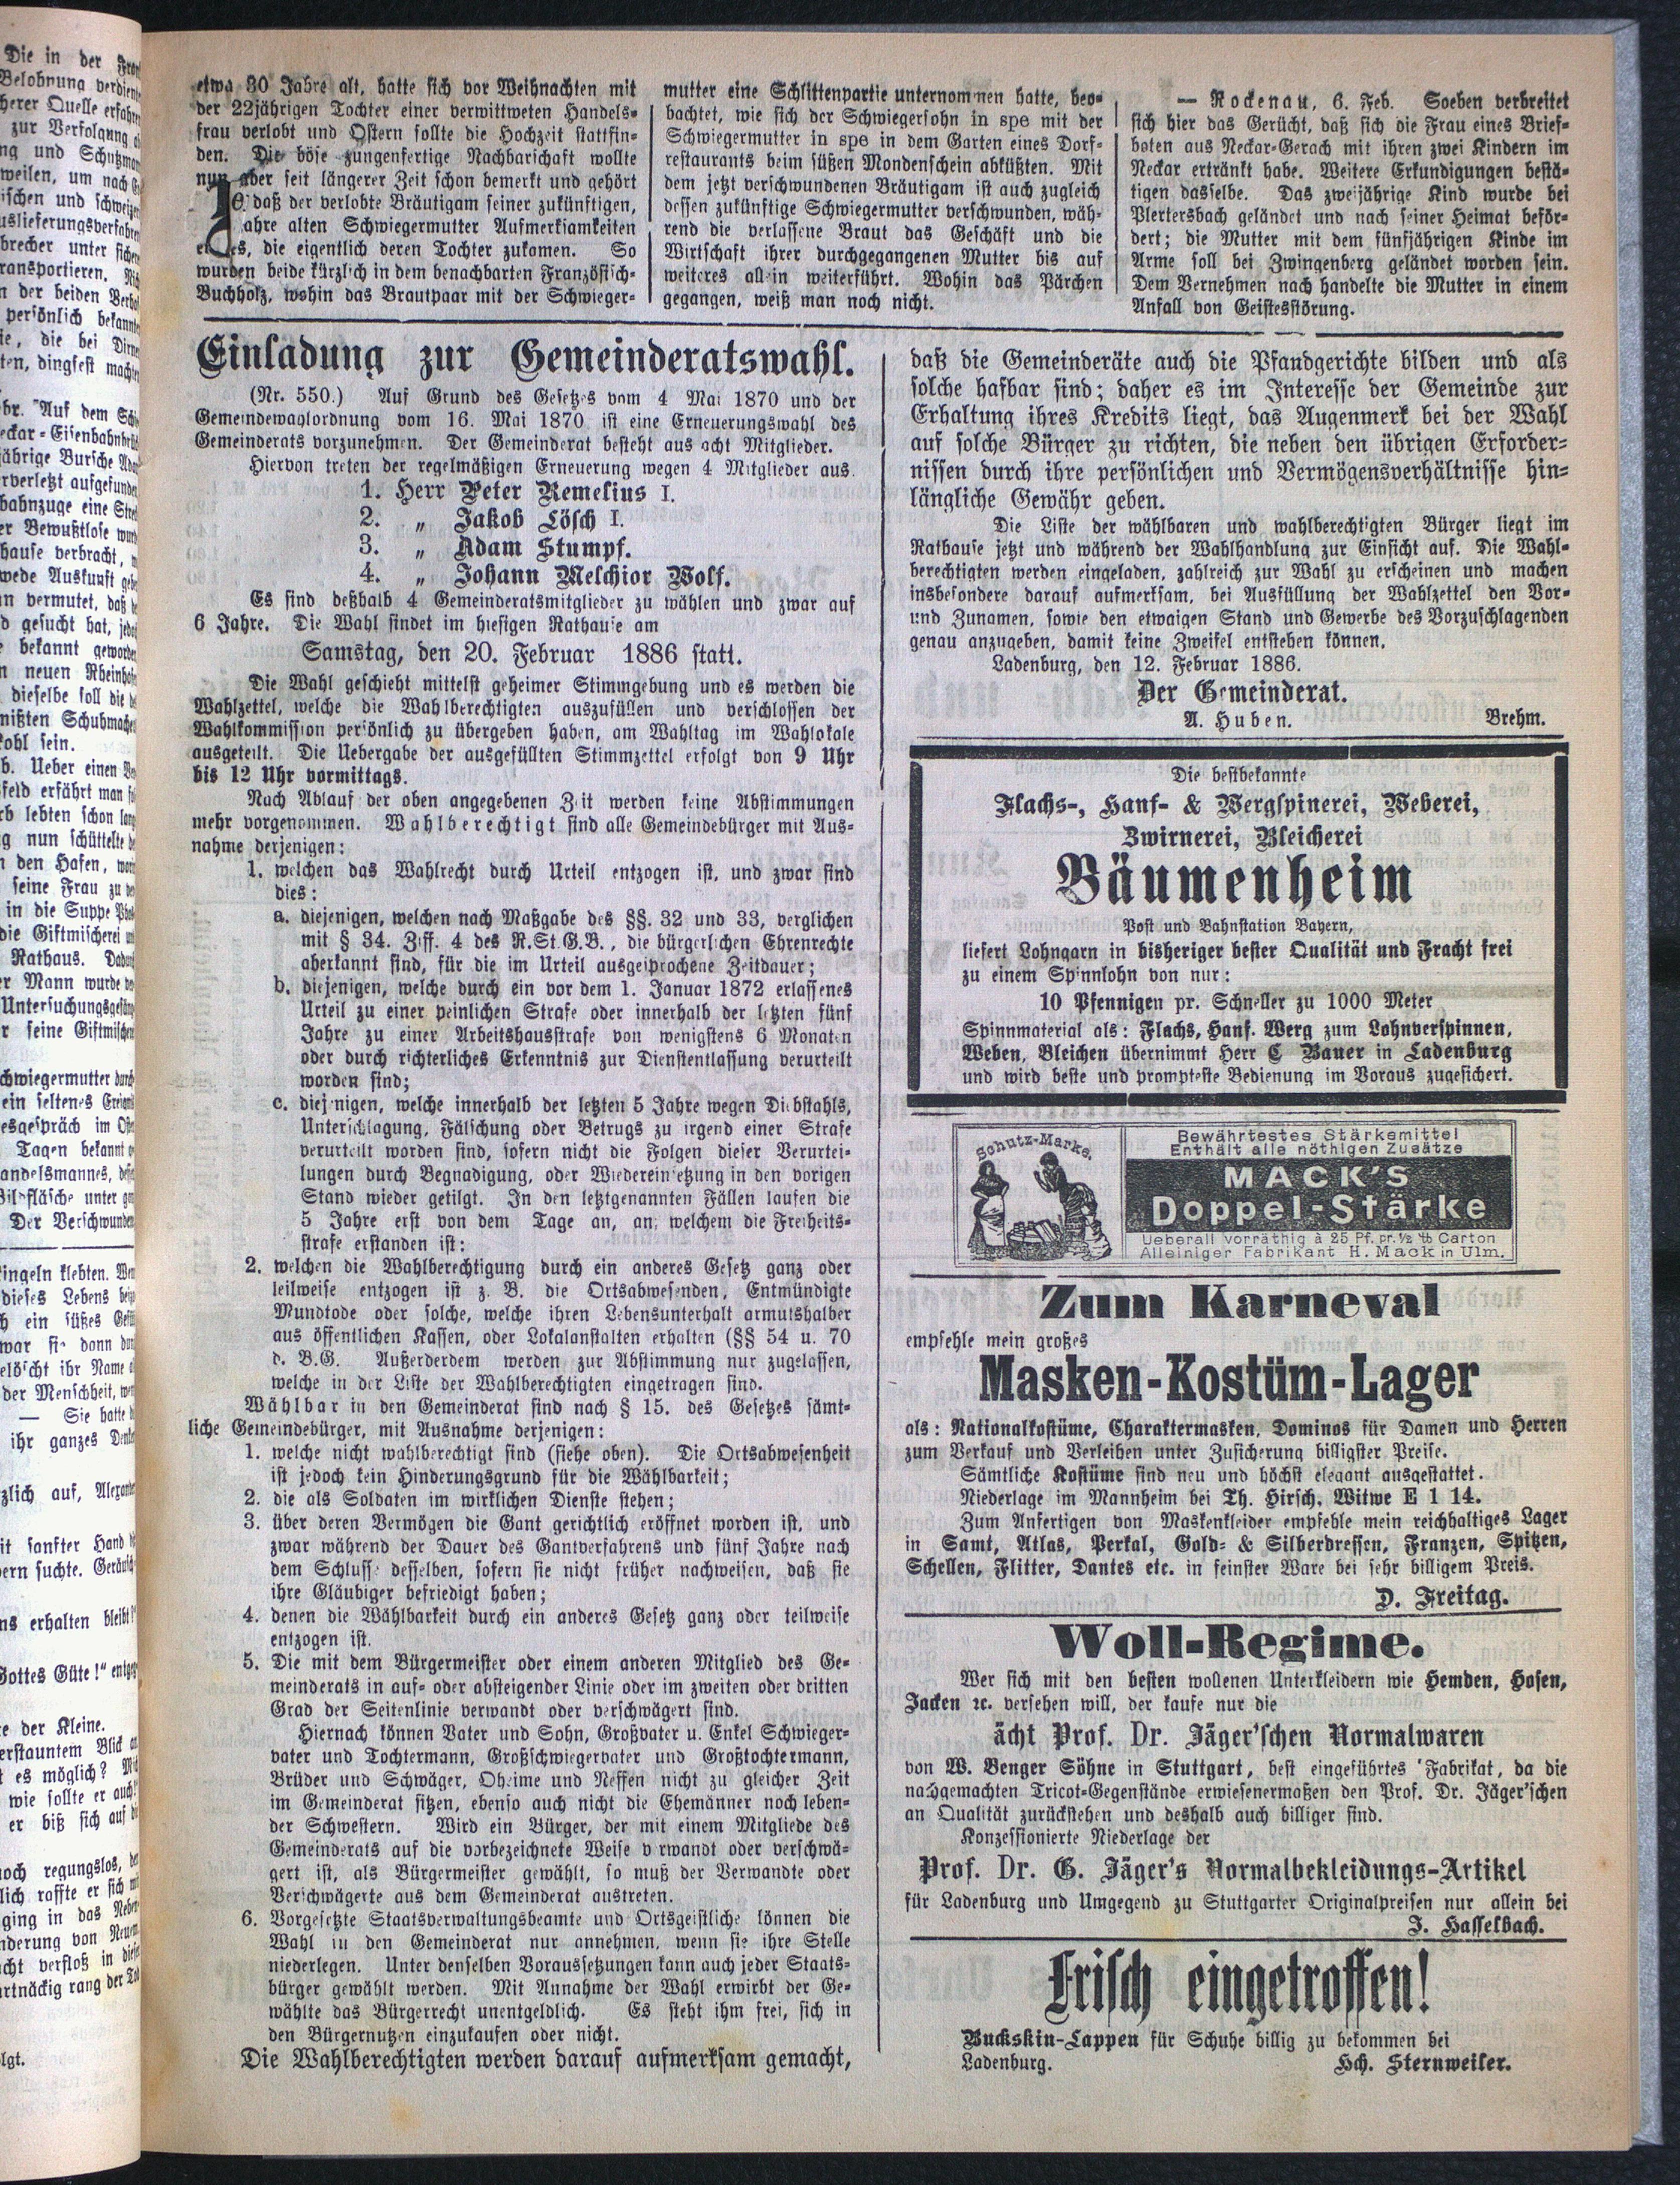 etwa 30 Jahre alt, hatte sich vor Weihnachten mit
der 22jährigen Tochter einer verwittweten Handels-
frau verlobt und Ostern sollte die Hochzeit stattfin-
den. Die böse zungenfertige Nachbarschaft wollte
nun aber seit längerer Zeit schon bemerkt und gehört
daß der verlobte Bräutigam seiner zukünftigen,
Jahre alten Schwiegermutter Aufmerksamkeiten
die eigentlich deren Tochter zukamen. So
wurden beide kürzlich in dem benachbarten Französisch-
Buchholz, wohin das Brautpaar mit der Schwieger-
mutter eine Schlittenpartie unternommen hatte, beo-
bachtet, wie sich der Schwiegersohn in spe mit der
Schwiegermutter in spe in dem Garten eines Dorf-
restaurants beim süßen Mondenschein abküßten. Mit
dem jetzt verschwundenen Bräutigam ist auch zugleich
dessen zukünftige Schwiegermutter verschwunden, wäh-
rend die verlassene Braut das Geschäft und die
Wirtschaft ihrer durchgegangenen Mutter bis auf
weiteres allein weiterführt. Wohin das Pärchen
gegangen, weiß man noch nicht.
— Rockenau, 6. Feb. Soeben verbreitet
sich hier das Gerücht, daß sich die Frau eines Brief-
boten aus Neckar-Gerach mit ihren zwei Kindern im
Neckar ertränkt habe. Weitere Erkundigungen bestä-
tigen dasselbe. Das zweijährige Kind wurde bei
Plertersbach geländet und nach seiner Heimat beför-
dert; die Mutter mit dem fünfjährigen Kinde im
Arme soll bei Zwingenberg geländet worden sein.
Dem Vernehmen nach handelte die Mutter in einem
Anfall von Geistesstörung.
Einladung zur Gemeinderatswahl.
(Nr. 550.) Auf Grund des Gesetzes vom 4 Mai 1870 und der
Gemeindewahlordnung vom 16. Mai 1870 ist eine Erneuerungswahl des
Gemeinderats vorzunehmen. Der Gemeinderat besteht aus acht Mitglieder.
Hiervon treten der regelmäßigen Erneuerung wegen 4 Mitglieder aus.
1. Herr Peter Remelius I.
2. „ Jakob Lösch I.
3. „ Adam Stumpf.
4. „ Johann Melchior Wolf.
Es sind deßhalb 4 Gemeinderatsmitglieder zu wählen und zwar auf
6 Jahre. Die Wahl findet im hiesigen Rathause am
Samstag, den 20. Februar 1886 statt.
Die Wahl geschieht mittelst geheimer Stimmgebung und es werden die
Wahlzettel, welche die Wahlberechtigten auszufüllen und verschlossen der
Wahlkommission persönlich zu übergeben haben, am Wahltag im Wahlokale
ausgeteilt. Die Uebergabe der ausgefüllten Stimmzettel erfolgt von 9 Uhr
bis 12 Uhr vormittags.
Nach Ablauf der oben angegebenen Zeit werden keine Abstimmungen
mehr vorgenommen. Wahlberechtigt sind alle Gemeindebürger mit Aus-
nahme derjenigen:
1. welchen das Wahlrecht durch Urteil entzogen ist, und zwar sind
dies:
a. diejenigen, welchen nach Maßgabe des §§. 32 und 33, verglichen
mit § 34. Ziff. 4 des R.St.G.B., die bürgerlichen Ehrenrechte
aberkannt sind, für die im Urteil ausgesprochene Zeitdauer;
b. diejenigen, welche durch ein vor dem 1. Januar 1872 erlassenes
Urteil zu einer peinlichen Strafe oder innerhalb der letzten fünf
Jahre zu einer Arbeitshausstrafe von wenigstens 6 Monaten
oder durch richterliches Erkenntnis zur Dienstentlassung verurteilt
worden sind;
c. diejenigen, welche innerhalb der letzten 5 Jahre wegen Diebstahls,
Unterschlagung, Fälschung oder Betrugs zu irgend einer Strafe
verurteilt worden sind, sofern nicht die Folgen dieser Verurtei-
lungen durch Begnadigung, oder Wiedereinsetzung in den vorigen
Stand wieder getilgt. In den letztgenannten Fällen laufen die
5 Jahre erst von dem Tage an, an, welchem die Freiheits-
strafe erstanden ist:
2. welchen die Wahlberechtigung durch ein anderes Gesetz ganz oder
teilweise entzogen ist z. B. die Ortsabwesenden, Entmündigte
Mundtode oder solche, welche ihren Lebensunterhalt armutshalber
aus öffentlichen Kassen, oder Lokalanstalten erhalten (§§ 54 u. 70
d. B.G. Außerderdem werden zur Abstimmung nur zugelassen,
welche in der Liste der Wahlberechtigten eingetragen sind.
Wählbar in den Gemeinderat sind nach § 15. des Gesetzes sämt-
liche Gemeindebürger, mit Ausnahme derjenigen:
1. welche nicht wahlberechtigt sind (siehe oben). Die Ortsabwesenheit
ist jedoch kein Hinderungsgrund für die Wählbarkeit;
2. die als Soldaten im wirklichen Dienste stehen;
3. über deren Vermögen die Gant gerichtlich eröffnet worden ist, und
zwar während der Dauer des Gantverfahrens und fünf Jahre nach
dem Schlusse desselben, sofern sie nicht früher nachweisen, daß sie
ihre Gläubiger befriedigt haben;
4. denen die Wählbarkeit durch ein anderes Gesetz ganz oder teilweise
entzogen ist.
5. Die mit dem Bürgermeister oder einem anderen Mitglied des Ge-
meinderats in auf- oder absteigender Linie oder im zweiten oder dritten
Grad der Seitenlinie verwandt oder verschwägert sind.
Hiernach können Vater und Sohn, Großvater u. Enkel Schwieger-
vater und Tochtermann, Großschwiegervater und Großtochtermann,
Brüder und Schwäger, Oheime und Neffen nicht zu gleicher Zeit
im Gemeinderat sitzen, ebenso auch nicht die Ehemänner noch leben-
der Schwestern. Wird ein Bürger, der mit einem Mitgliede des
Gemeinderats auf die vorbezeichnete Weise v rwandt oder verschwä-
gert ist, als Bürgermeister gewählt, so muß der Verwandte oder
Verschwägerte aus dem Gemeinderat austreten.
6. Vorgesetzte Staatsverwaltungsbeamte und Ortsgeistliche können die
Wahl in den Gemeinderat nur annehmen, wenn sie ihre Stelle
niederlegen. Unter denselben Voraussetzungen kann auch jeder Staats-
bürger gewählt werden. Mit Annahme der Wahl erwirbt der Ge-
wählte das Bürgerrecht unentgeldlich. Es steht ihm frei, sich in
den Bürgernutzen einzukaufen oder nicht.
Die Wahlberechtigten werden darauf aufmerksam gemacht,
daß die Gemeinderäte auch die Pfandgerichte bilden und als
solche hafbar sind; daher es im Interesse der Gemeinde zur
Erhaltung ihres Kredits liegt, das Augenmerk bei der Wahl
auf solche Bürger zu richten, die neben den übrigen Erforder-
nissen durch ihre persönlichen und Vermögensverhältnisse hin-
längliche Gewähr geben.
Die Liste der wählbaren und wahlberechtigten Bürger liegt im
Rathause jetzt und während der Wahlhandlung zur Einsicht auf. Die Wahl-
berechtigten werden eingeladen, zahlreich zur Wahl zu erscheinen und machen
insbesondere darauf aufmerksam, bei Ausfüllung der Wahlzettel den Vor-
und Zunamen, sowie den etwaigen Stand und Gewerbe des Vorzuschlagenden
genau anzugeben, damit keine Zweifel entstehen können.
Ladenburg, den 12. Februar 1886.
Der Gemeinderat.
A. Huben. Brehm.
Die bestbekannte
Flachs-, Hanf- & Wergspinerei, Weberei,
Zwirnerei, Bleicherei
Bäumenheim
Post und Bahnstation Bayern,
liefert Lohngarn in bisheriger bester Qualität und Fracht frei
zu einem Spinnlohn von nur:
10 Pfennigen pr. Schneller zu 1000 Meter
Spinnmaterial als: Flachs, Hanf. Werg zum Lohnverspinnen,
Weben, Bleichen übernimmt Herr C Bauer in Ladenburg
und wird beste und prompteste Bedienung im Voraus zugesichert.
Schutz-Marke.
Bewährtestes Stärkemittel
Enthält alle nöthigen Zusätze
MACK'S
Doppel-Stärke
Ueberall vorräthig à 25 Pf. pr. ½ ℔ Carton
Alleiniger Fabrikant H. Mack in Ulm.
Zum Karneval
empfehle mein großes
Masken-Kostüm-Lager
als: Nationalkostüme, Charaktermasken, Dominos für Damen und Herren
zum Verkauf und Verleihen unter Zusicherung billigster Preise.
Sämtliche Kostüme sind neu und höchst elegant ausgestattet.
Niederlage im Mannheim bei Th. Hirsch, Witwe E 1 14.
Zum Anfertigen von Maskenkleider empfehle mein reichhaltiges Lager
in Samt, Atlas, Perkal, Gold- & Silberdressen, Franzen, Spitzen,
Schellen, Flitter, Dantes etc. in feinster Ware bei sehr billigem Preis.
D. Freitag.
Woll-Regime.
Wer sich mit den besten wollenen Unterkleidern wie Hemden, Hosen,
Jacken ꝛc. versehen will, der kaufe nur die
ächt Prof. Dr. Jäger'schen Normalwaren
von W. Benger Söhne in Stuttgart, best eingeführtes Fabrikat, da die
nachgemachten Tricot-Gegenstände erwiesenermaßen den Prof. Dr. Jäger'schen
an Qualität zurückstehen und deshalb auch billiger sind.
Konzessionierte Niederlage der
Prof. Dr. G. Jäger's Normalbekleidungs-Artikel
für Ladenburg und Umgegend zu Stuttgarter Originalpreisen nur allein bei
J. Hasselbach.
Frisch eingetroffen!
Buckskin-Lappen für Schuhe billig zu bekommen bei
Ladenburg. Hch. Sternweiler.